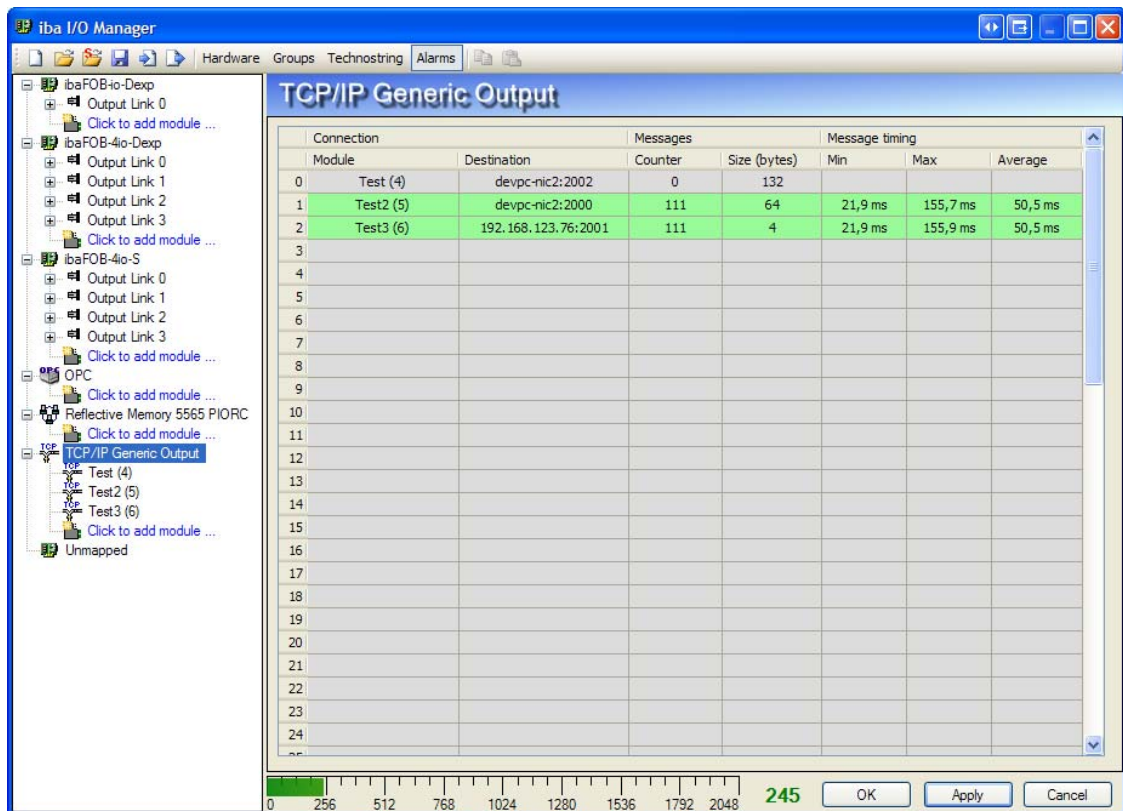 iba I/O Manager
Hardware Groups Technostring Alarms
ibaFOB-io-Dexp
Output Link 0
Click to add module ...
ibaFOB-4io-Dexp
Output Link 0
Output Link 1
Output Link 2
Output Link 3
Click to add module ...
ibaFOB-4io-S
Output Link 0
Output Link 1
Output Link 2
Output Link 3
Click to add module ...
OPC
Click to add module ...
Reflective Memory 5565 PIORC
Click to add module ...
TCP/IP Generic Output
Test (4)
Test2 (5)
Test3 (6)
Click to add module ...
Unmapped
TCP/IP Generic Output
Connection Messages Message timing
Module Destination Counter Size (bytes) Min Max Average
0 Test (4) devpc-nic2:2002 0 132
1 Test2 (5) devpc-nic2:2000 111 64 21,9 ms 155,7 ms 50,5 ms
2 Test3 (6) 192.168.123.76:2001 111 4 21,9 ms 155,9 ms 50,5 ms
3
4
5
6
7
8
9
10
11
12
13
14
15
16
17
18
19
20
21
22
23
24
0 256 512 768 1024 1280 1536 1792 2048 245 OK Apply Cancel